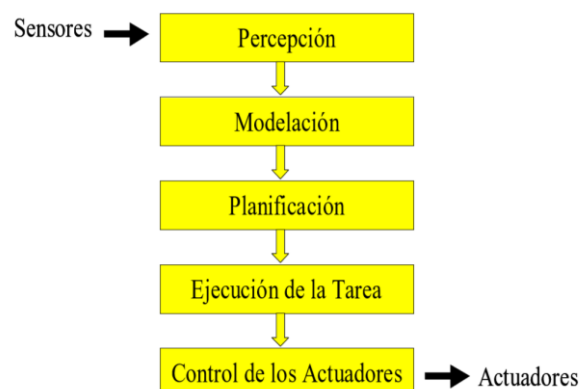 Sensores
Percepción
Modelación
Planificación
Ejecución de la Tarea
Control de los Actuadores
Actuadores